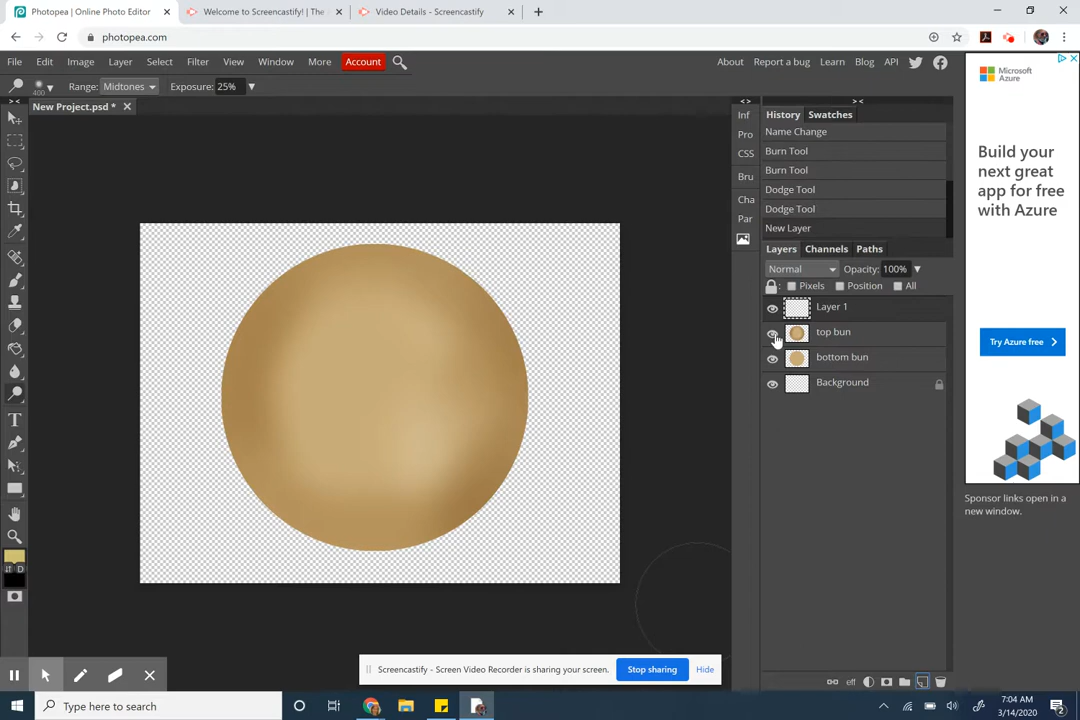 Photopea | Online Photo Editor
Welcome to Screencastify! | The
Video Details - Screencastify
photopea.com
File Edit Image Layer Select Filter View Window More Account
About Report a bug Learn Blog API
400
Range: Midtones Exposure: 25%
New Project.psd *
Inf
Pro
CSS
Bru
Cha
Par
History Swatches
Name Change
Burn Tool
Burn Tool
Dodge Tool
Dodge Tool
New Layer
Layers Channels Paths
Normal Opacity: 100%
Pixels Position All
Layer 1
top bun
bottom bun
Background
eff
D
Microsoft
Azure
Build your
next great
app for free
with Azure
Try Azure free
Sponsor links open in a
new window.
Screencastify - Screen Video Recorder is sharing your screen. Stop sharing Hide
Type here to search
7:04 AM
3/14/2020
2